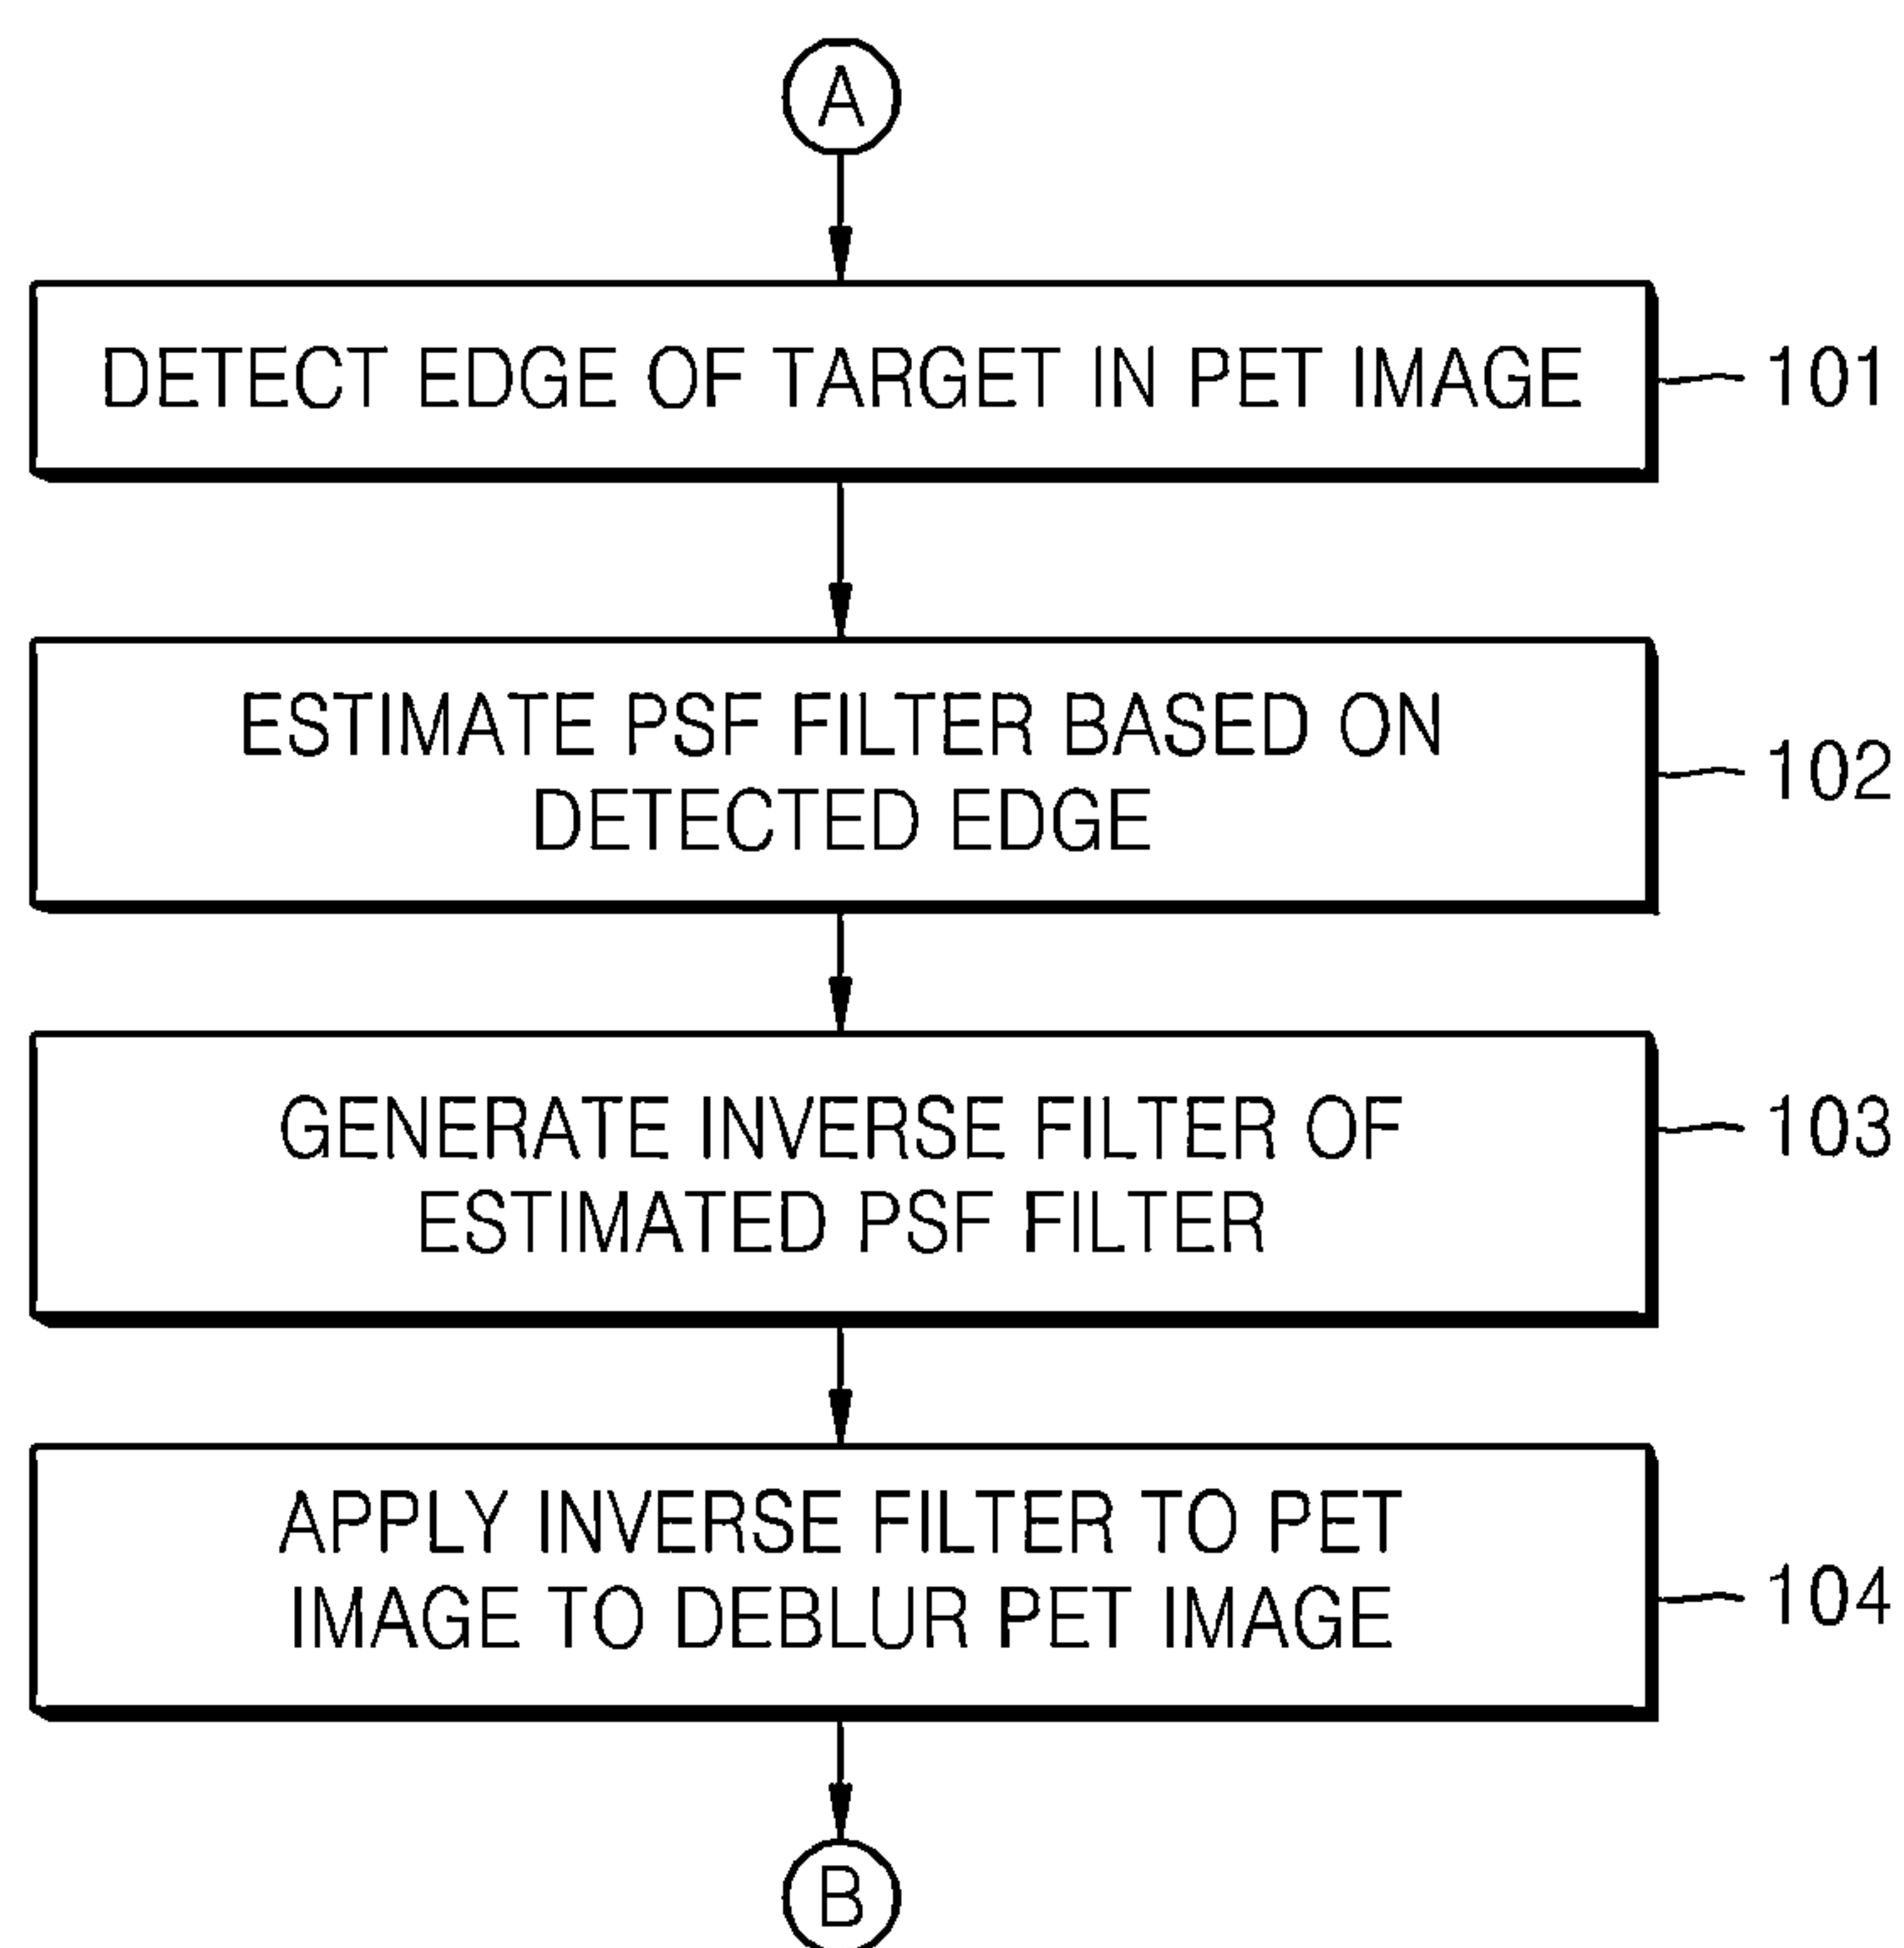 A
DETECT EDGE OF TARGET IN PET IMAGE
101
ESTIMATE PSF FILTER BASED ON
DETECTED EDGE
102
GENERATE INVERSE FILTER OF
ESTIMATED PSF FILTER
103
APPLY INVERSE FILTER TO PET
IMAGE TO DEBLUR PET IMAGE
104
B